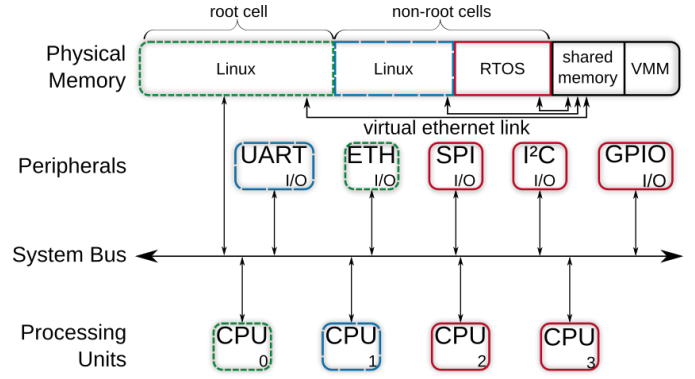 root cell
non-root cells
Physical
Memory
Linux
Linux
RTOS
shared
memory
VMM
virtual ethernet link
Peripherals
UART
I/O
ETH
I/O
SPI
I/O
I²C
I/O
GPIO
I/O
System Bus
Processing
Units
CPU
0
CPU
1
CPU
2
CPU
3